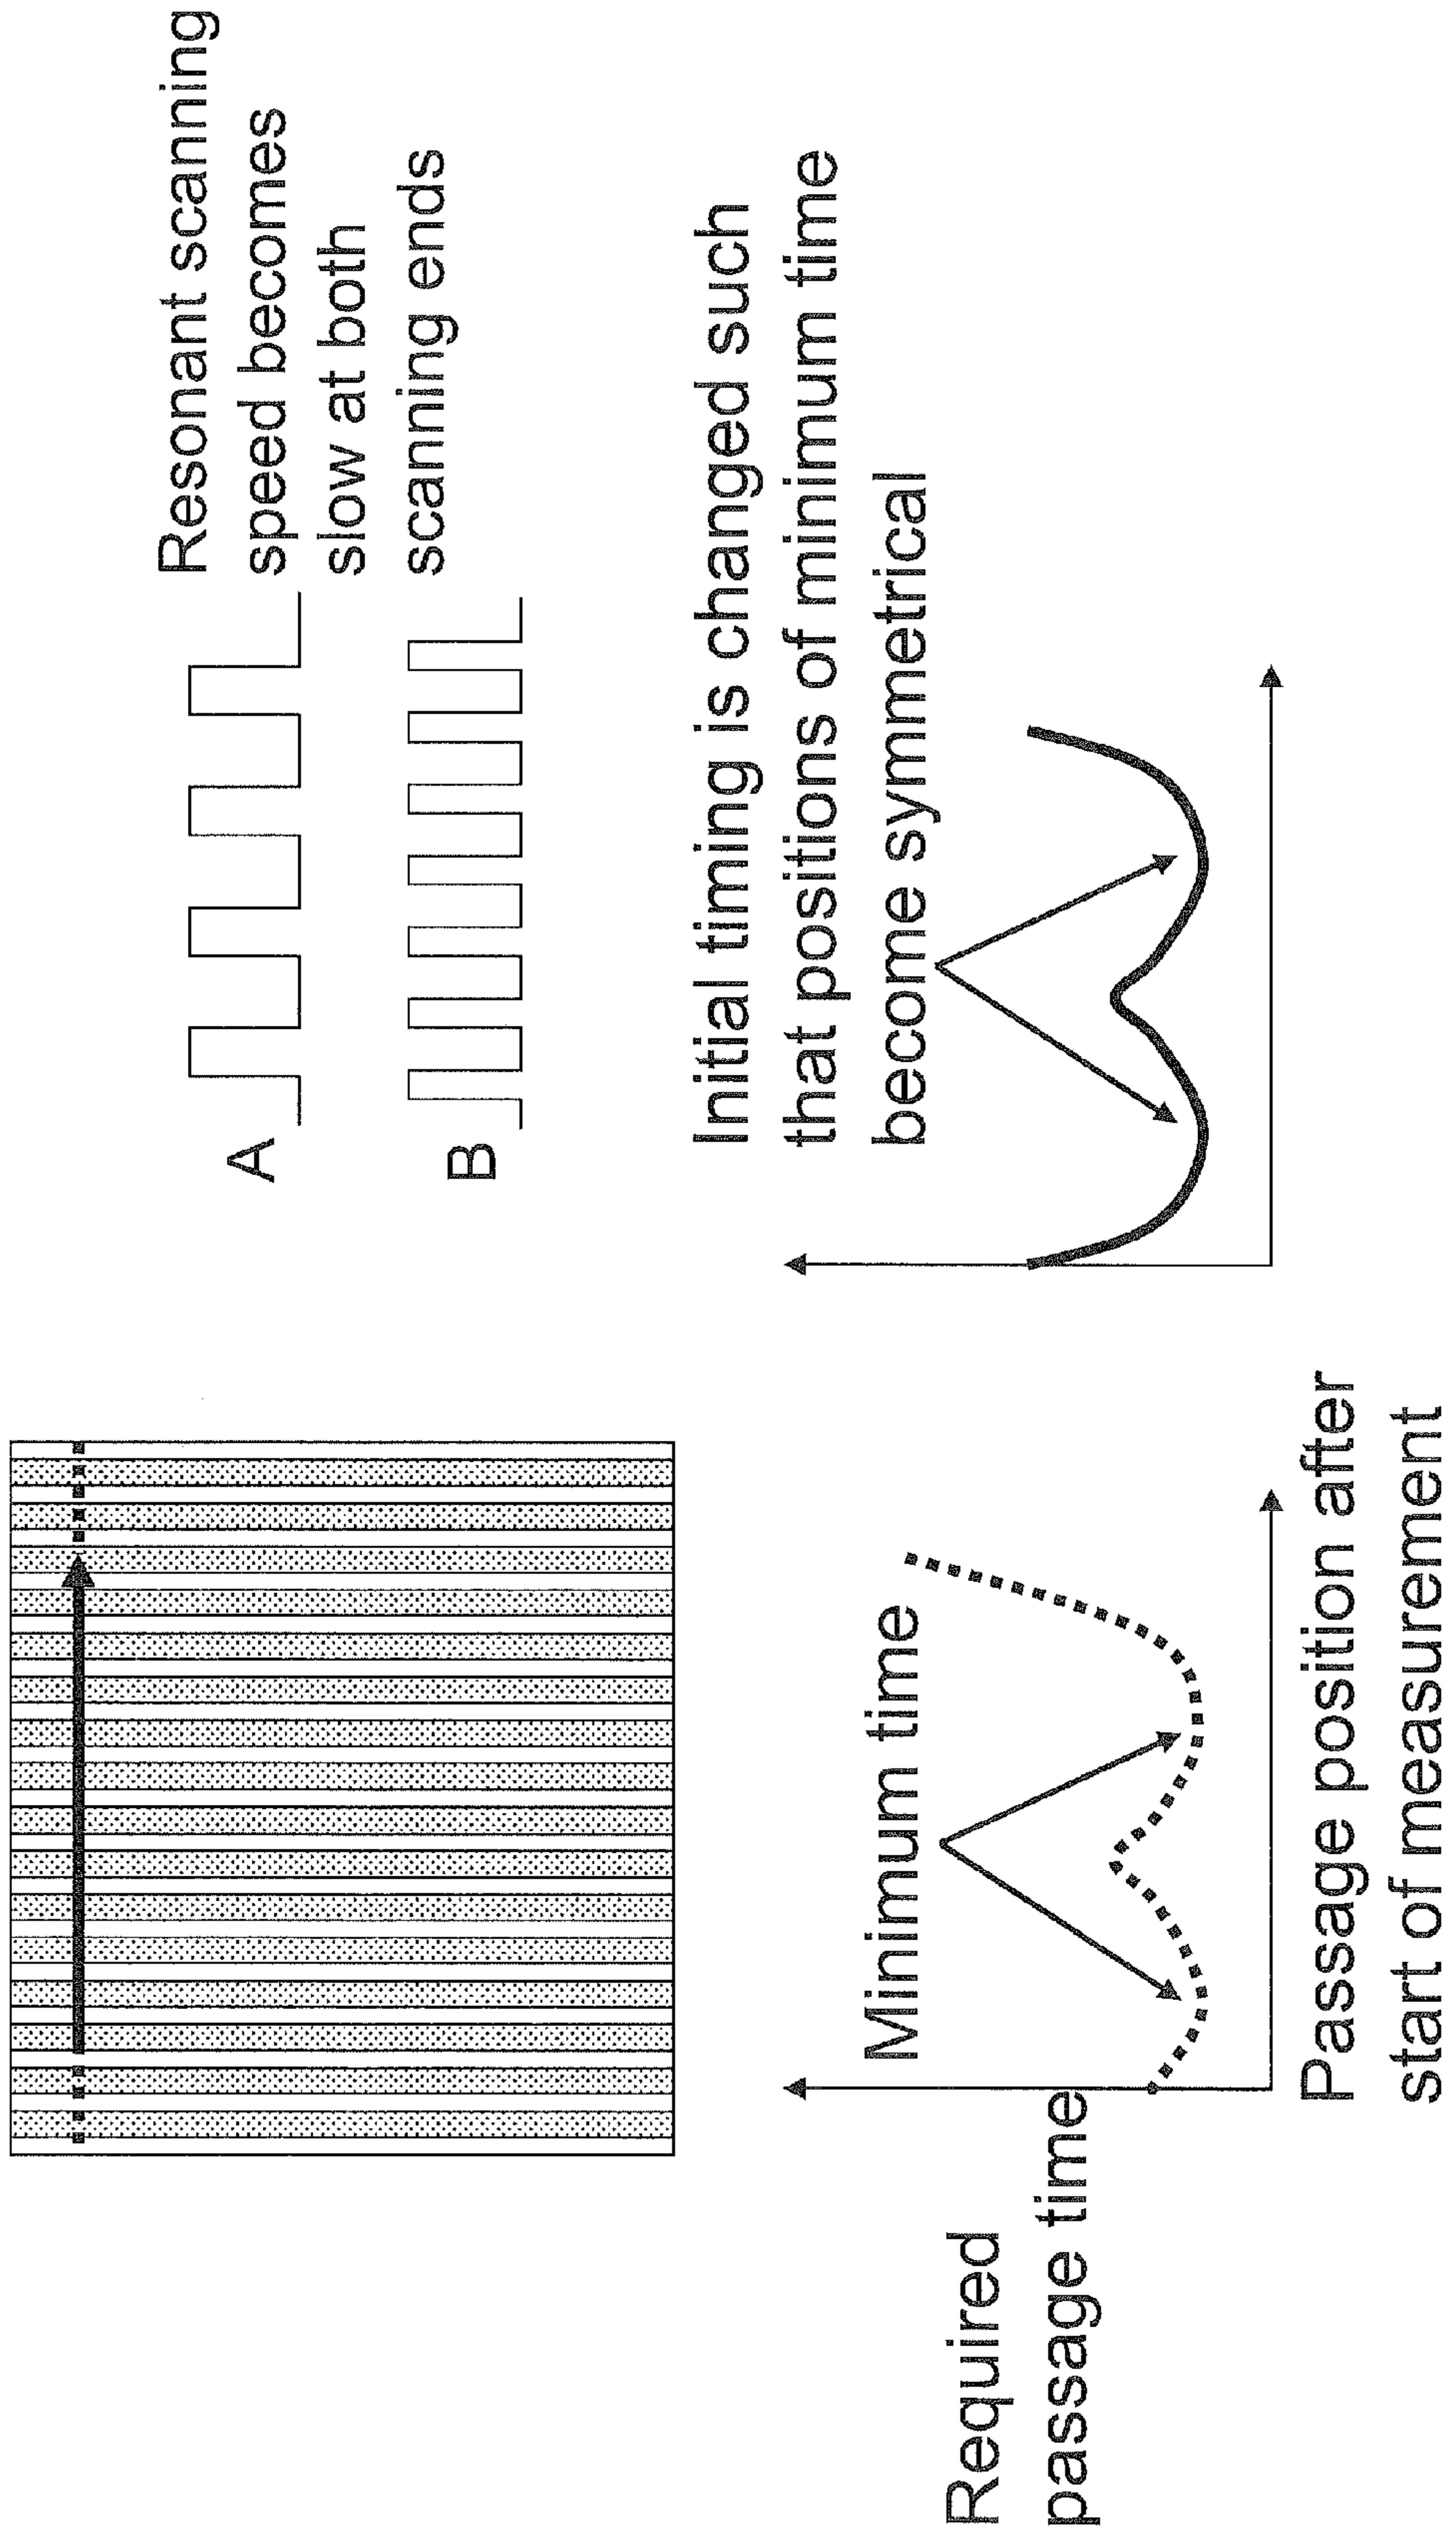 A
Resonant scanning
speed becomes
slow at both
scanning ends
B
Required
passage time
Minimum time
Passage position after
start of measurement
Initial timing is changed such
that positions of minimum time
become symmetrical